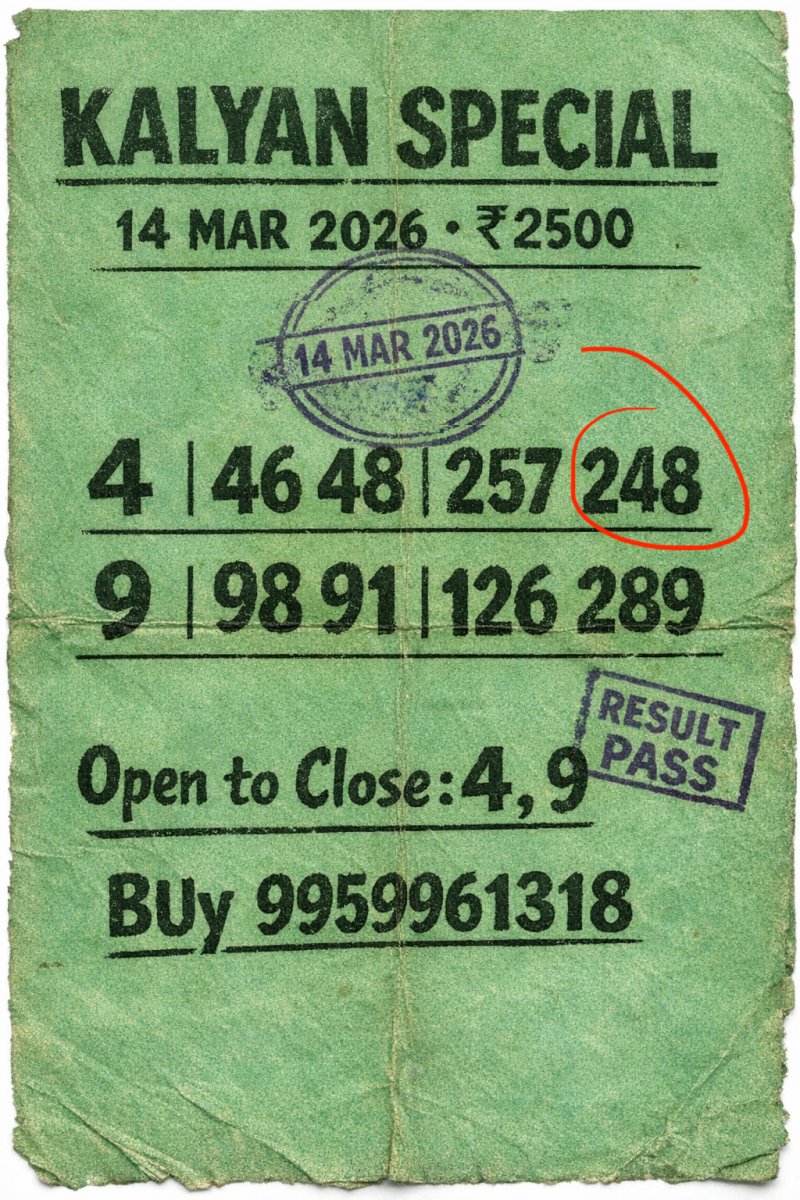 KALYAN SPECIAL
14 MAR 2026 • ₹2500
14 MAR 2026
4 | 46 48 | 257 248
9 | 98 91 | 126 289
RESULT
PASS
Open to Close: 4, 9
BUy 9959961318